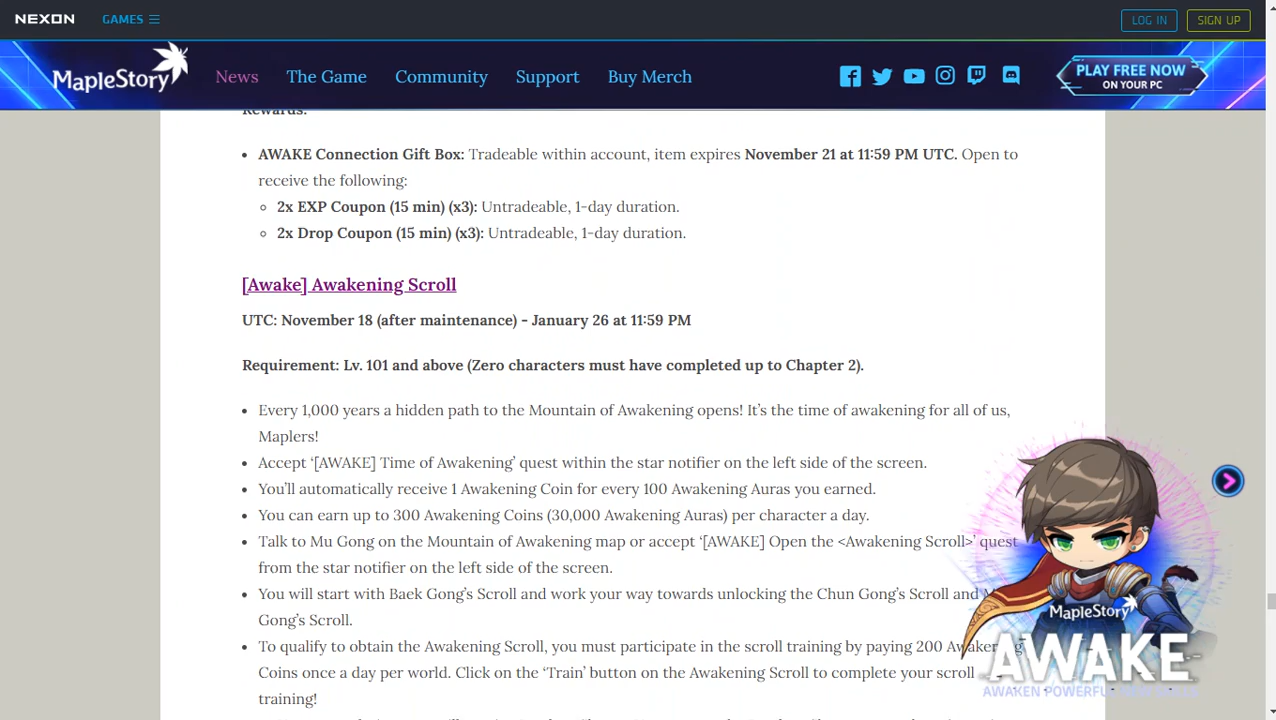 NEXON GAMES LOG IN SIGN UP
MapleStory News The Game Community Support Buy Merch PLAY FREE NOW
ON YOUR PC
Rewards:
• AWAKE Connection Gift Box: Tradeable within account, item expires November 21 at 11:59 PM UTC. Open to
receive the following:
◦ 2x EXP Coupon (15 min) (x3): Untradeable, 1-day duration.
◦ 2x Drop Coupon (15 min) (x3): Untradeable, 1-day duration.
[Awake] Awakening Scroll
UTC: November 18 (after maintenance) - January 26 at 11:59 PM
Requirement: Lv. 101 and above (Zero characters must have completed up to Chapter 2).
• Every 1,000 years a hidden path to the Mountain of Awakening opens! It’s the time of awakening for all of us,
Maplers!
• Accept ‘[AWAKE] Time of Awakening’ quest within the star notifier on the left side of the screen.
• You’ll automatically receive 1 Awakening Coin for every 100 Awakening Auras you earned.
• You can earn up to 300 Awakening Coins (30,000 Awakening Auras) per character a day.
• Talk to Mu Gong on the Mountain of Awakening map or accept ‘[AWAKE] Open the <Awakening Scroll>’ quest
from the star notifier on the left side of the screen.
• You will start with Baek Gong’s Scroll and work your way towards unlocking the Chun Gong’s Scroll and
Gong’s Scroll.
• To qualify to obtain the Awakening Scroll, you must participate in the scroll training by paying 200 Awakening
Coins once a day per world. Click on the ‘Train’ button on the Awakening Scroll to complete your scroll
training!
MapleStory
AWAKE
AWAKEN POWERFUL NEW SKILLS